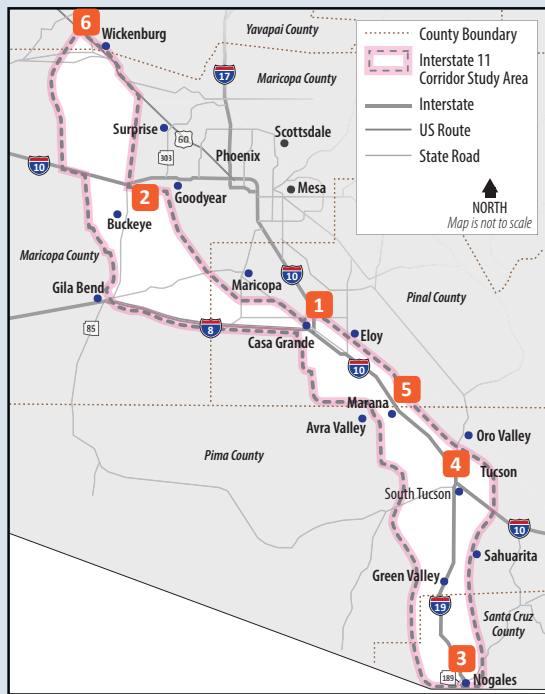 6
Wickenburg
Yavapai County
Maricopa County
17
County Boundary
Interstate 11
Corridor Study Area
Interstate
US Route
State Road
NORTH
Map is not to scale
Surprise
60
303
Scottsdale
Phoenix
10
Mesa
2
Goodyear
Buckeye
Maricopa County
Gila Bend
85
Maricopa
10
Pinal County
1
8
Casa Grande
Eloy
10
5
Marana
Avra Valley
Oro Valley
Pima County
4
Tucson
South Tucson
10
Sahuarita
Green Valley
19
Santa Cruz
County
3
189
Nogales